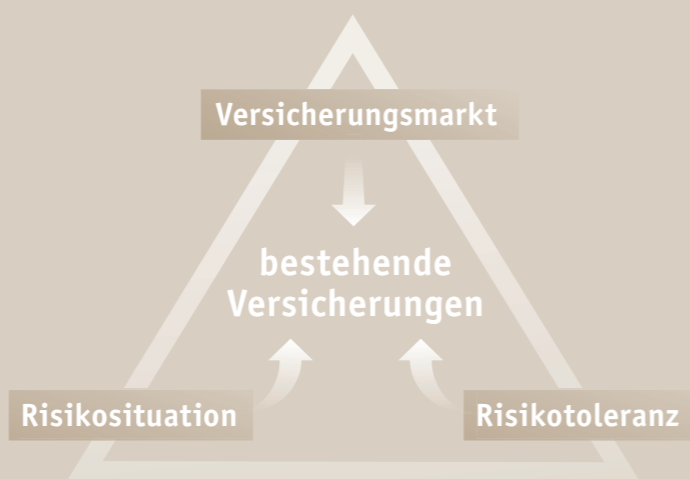 Versicherungsmarkt
bestehende
Versicherungen
Risikosituation
Risikotoleranz